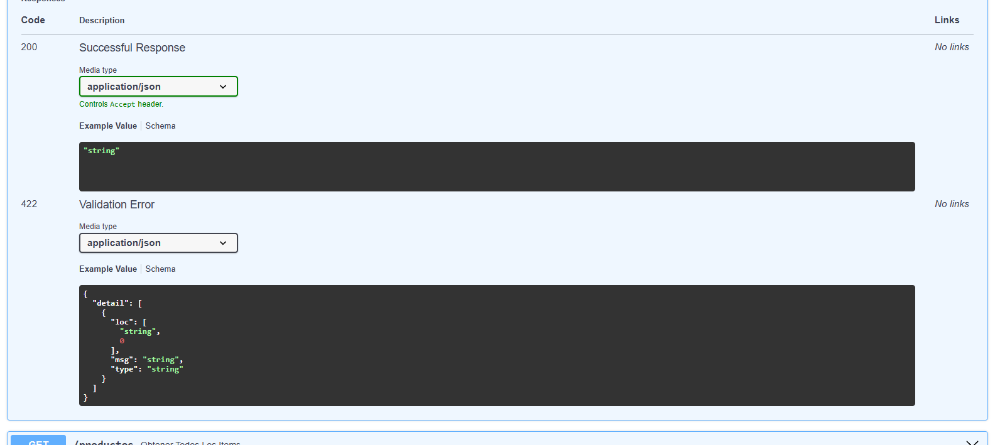 Responses
Code Description Links
200 Successful Response No links
Media type
application/json
Controls Accept header.
Example Value Schema
"string"
422 Validation Error No links
Media type
application/json
Example Value Schema
{
"detail": [
{
"loc": [
"string",
0
],
"msg": "string",
"type": "string"
}
]
}
GET /productos Obtener Todos Los Items